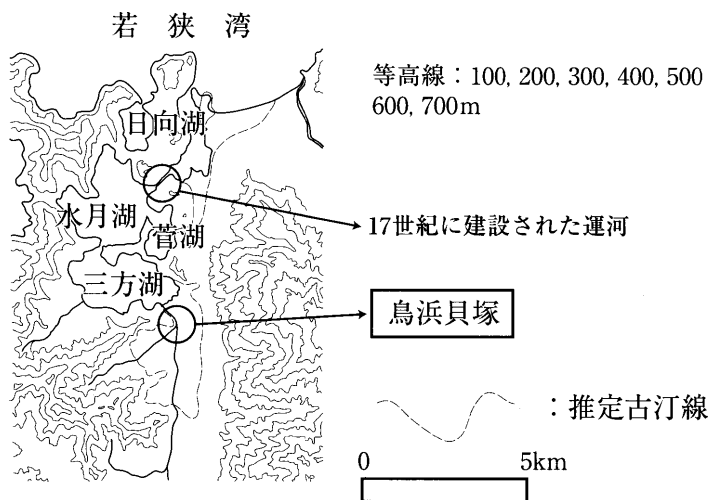 若狭湾
等高線：100, 200, 300, 400, 500
600, 700m
日向湖
水月湖
菅湖
17世紀に建設された運河
三方湖
鳥浜貝塚
：推定古汀線
0 5km